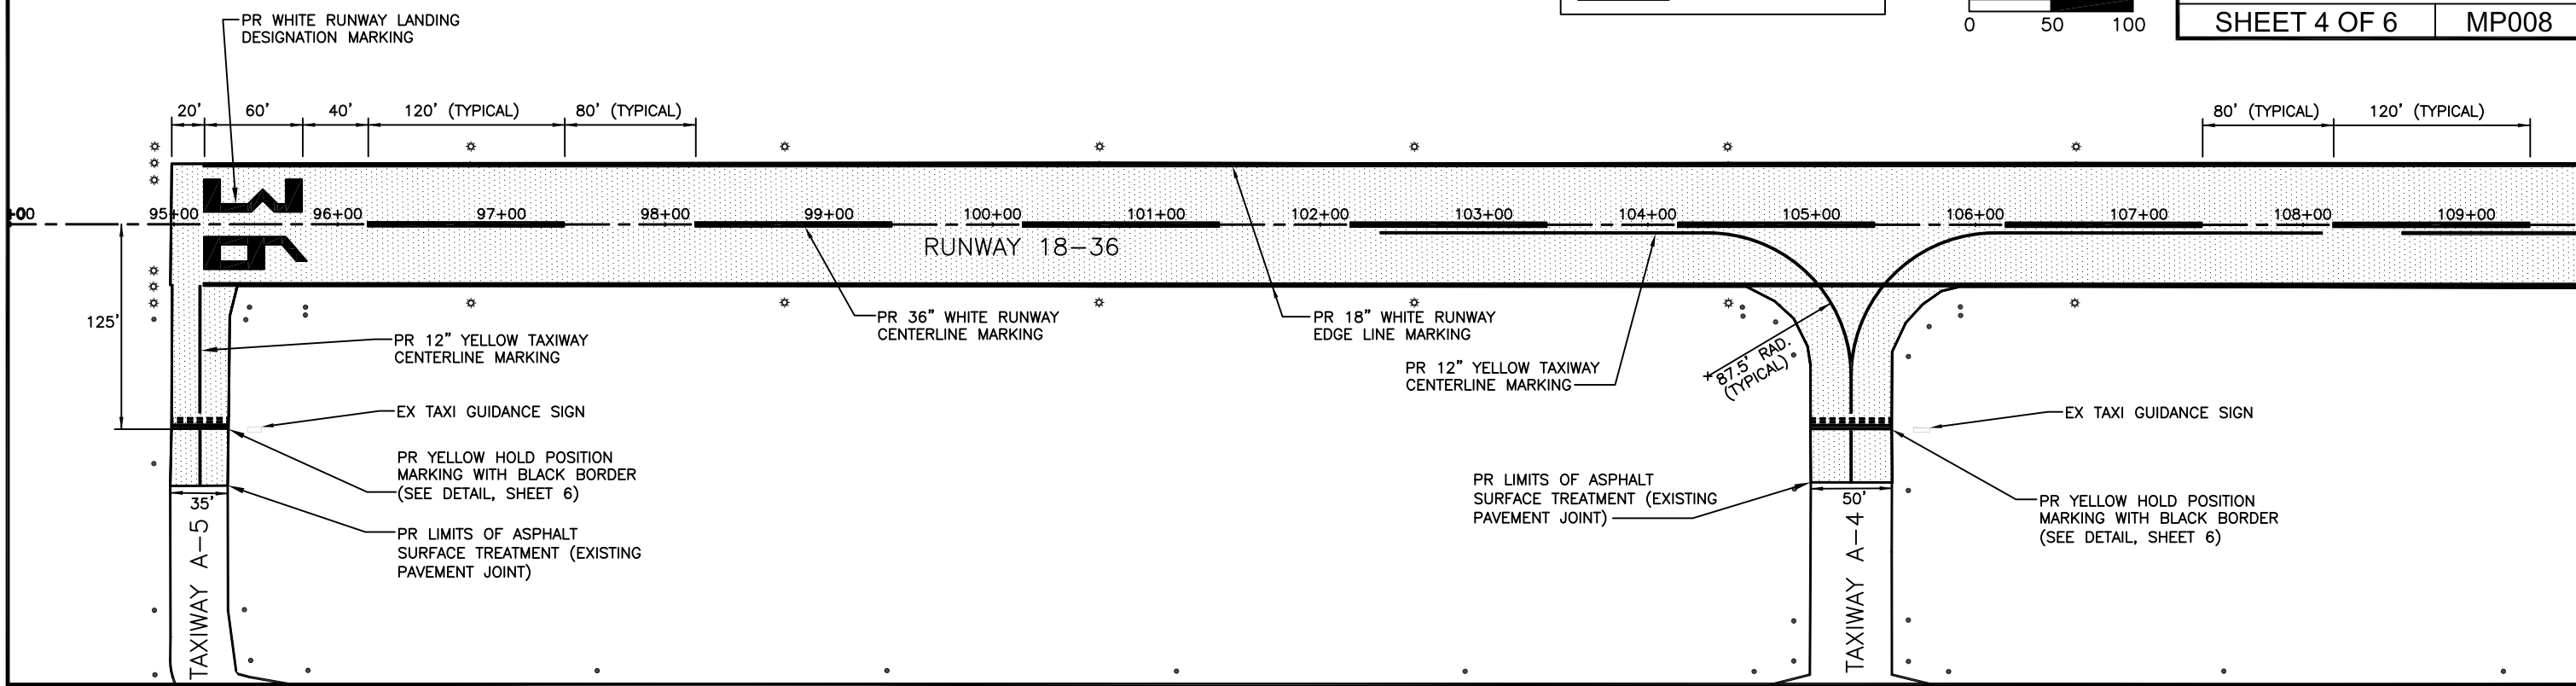 PR WHITE RUNWAY LANDING
DESIGNATION MARKING
0 50 100
SHEET 4 OF 6 MP008
20' 60' 40' 120' (TYPICAL) 80' (TYPICAL)
80' (TYPICAL) 120' (TYPICAL)
36
+00 95+00 96+00 97+00 98+00 99+00 100+00 101+00 102+00 103+00 104+00 105+00 106+00 107+00 108+00 109+00
RUNWAY 18-36
125'
PR 12" YELLOW TAXIWAY
CENTERLINE MARKING
PR 36" WHITE RUNWAY
CENTERLINE MARKING
PR 18" WHITE RUNWAY
EDGE LINE MARKING
PR 12" YELLOW TAXIWAY
CENTERLINE MARKING
87.5' RAD.
(TYPICAL)
EX TAXI GUIDANCE SIGN
EX TAXI GUIDANCE SIGN
PR YELLOW HOLD POSITION
MARKING WITH BLACK BORDER
(SEE DETAIL, SHEET 6)
35'
PR LIMITS OF ASPHALT
SURFACE TREATMENT (EXISTING
PAVEMENT JOINT)
TAXIWAY A-5
PR LIMITS OF ASPHALT
SURFACE TREATMENT (EXISTING
PAVEMENT JOINT)
50'
TAXIWAY A-4
PR YELLOW HOLD POSITION
MARKING WITH BLACK BORDER
(SEE DETAIL, SHEET 6)